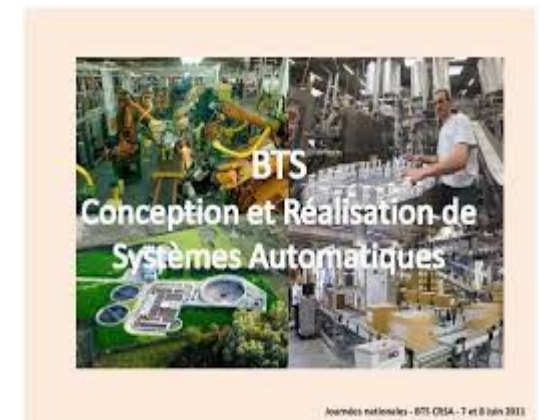 BTS
Conception et Réalisation de
Systèmes Automatiques
Journées nationales - BTS CRSA - 7 et 8 Juin 2011